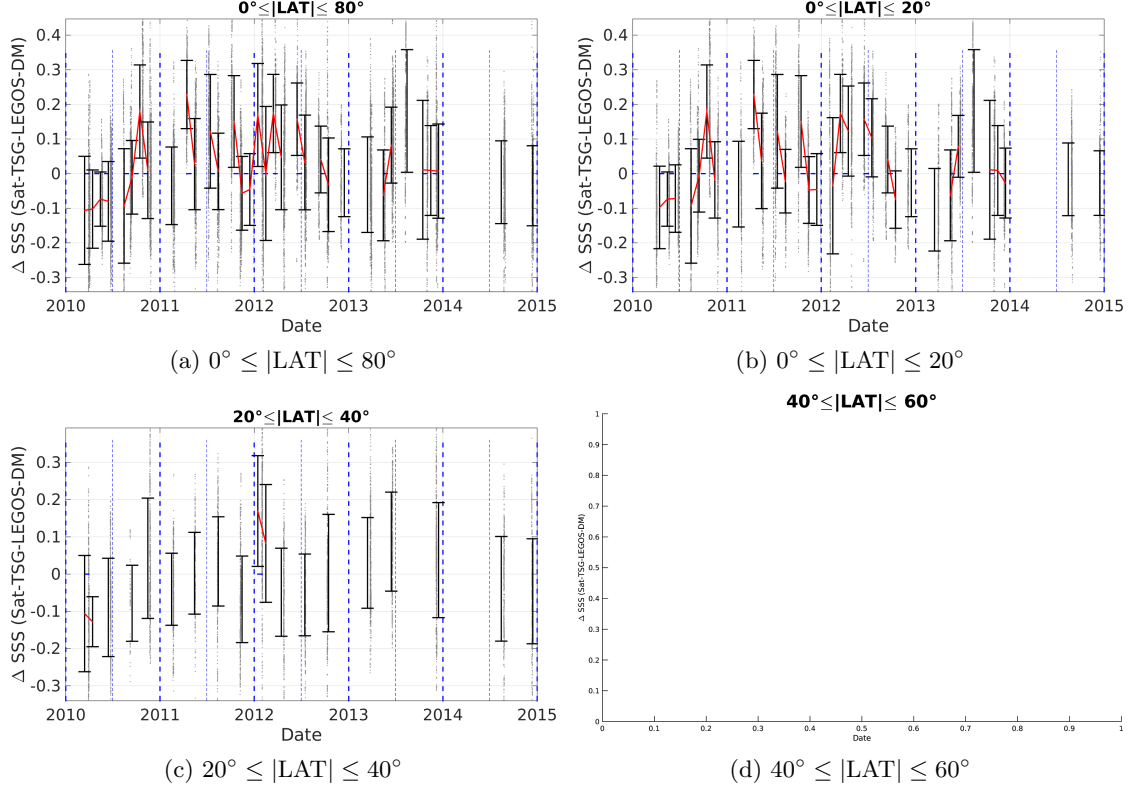 0°≤|LAT|≤ 80°
0.4
0.3
0.2
0.1
0
-0.1
-0.2
-0.3
Δ SSS (Sat-TSG-LEGOS-DM)
2010 2011 2012 2013 2014 2015
Date
(a) 0° ≤ |LAT| ≤ 80°
0°≤|LAT|≤ 20°
0.4
0.3
0.2
0.1
0
-0.1
-0.2
-0.3
Δ SSS (Sat-TSG-LEGOS-DM)
2010 2011 2012 2013 2014 2015
Date
(b) 0° ≤ |LAT| ≤ 20°
20°≤|LAT|≤ 40°
0.3
0.2
0.1
0
-0.1
-0.2
-0.3
Δ SSS (Sat-TSG-LEGOS-DM)
2010 2011 2012 2013 2014 2015
Date
(c) 20° ≤ |LAT| ≤ 40°
40°≤|LAT|≤ 60°
1
0.9
0.8
0.7
0.6
0.5
0.4
0.3
0.2
0.1
0
Δ SSS (Sat-TSG-LEGOS-DM)
0 0.1 0.2 0.3 0.4 0.5 0.6 0.7 0.8 0.9 1
Date
(d) 40° ≤ |LAT| ≤ 60°